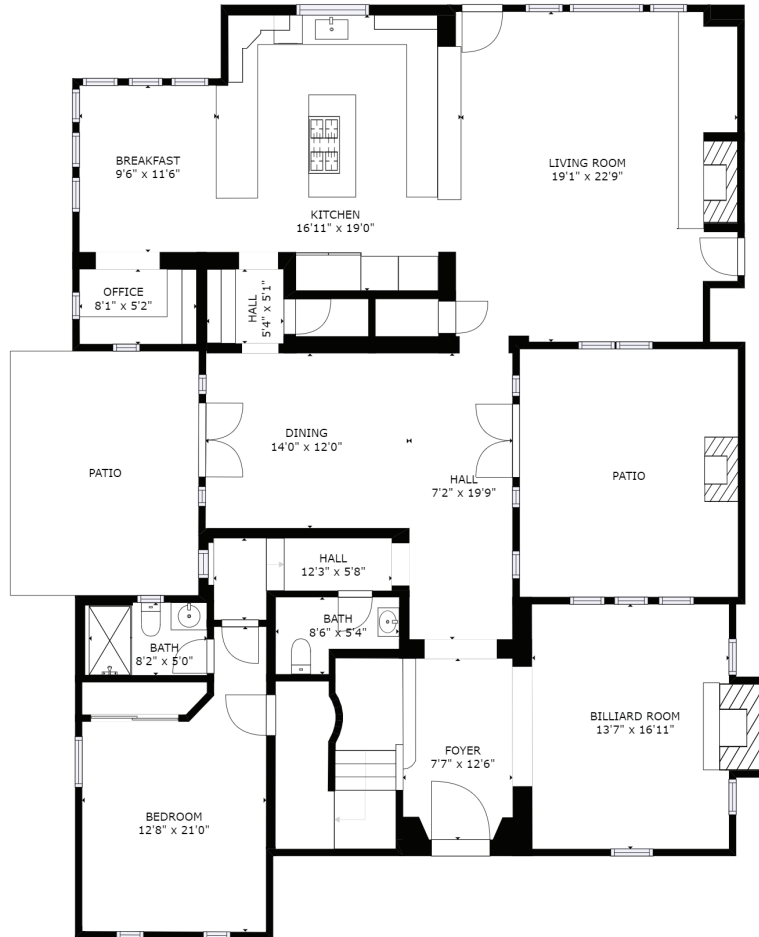 BREAKFAST
9'6" x 11'6"
LIVING ROOM
19'1" x 22'9"
KITCHEN
16'11" x 19'0"
OFFICE
8'1" x 5'2"
HALL
5'4" x 5'1"
DINING
14'0" x 12'0"
PATIO
HALL
7'2" x 19'9"
PATIO
HALL
12'3" x 5'8"
BATH
8'6" x 5'4"
BATH
8'2" x 5'0"
BILLIARD ROOM
13'7" x 16'11"
FOYER
7'7" x 12'6"
BEDROOM
12'8" x 21'0"